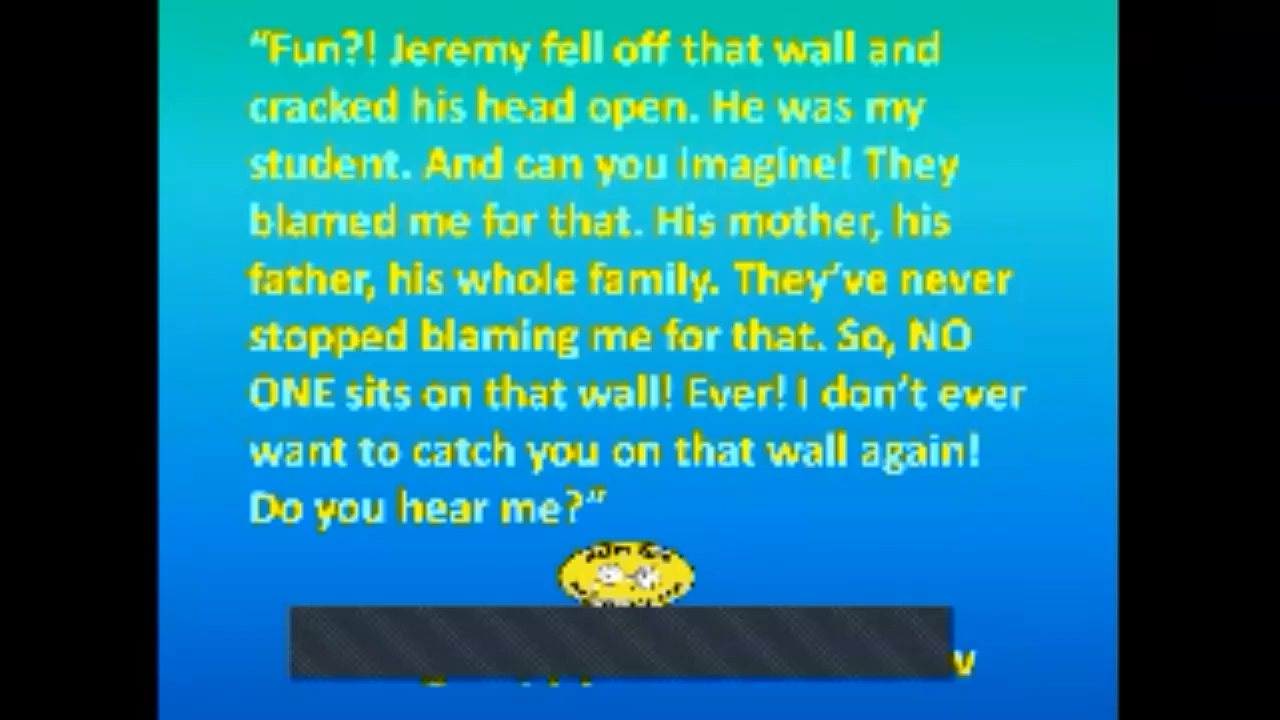 “Fun?! Jeremy fell off that wall and
cracked his head open. He was my
student. And can you imagine! They
blamed me for that. His mother, his
father, his whole family. They’ve never
stopped blaming me for that. So, NO
ONE sits on that wall! Ever! I don’t ever
want to catch you on that wall again!
Do you hear me?”